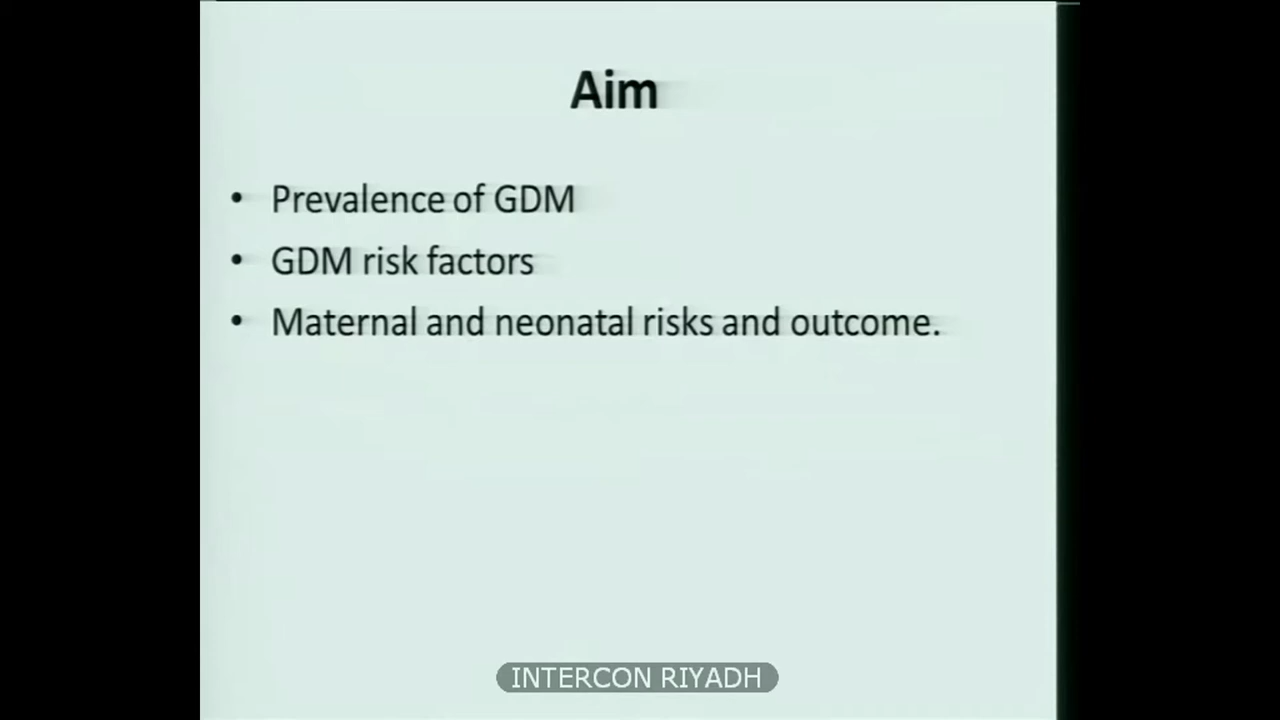 Aim
• Prevalence of GDM
• GDM risk factors
• Maternal and neonatal risks and outcome.
INTERCON RIYADH